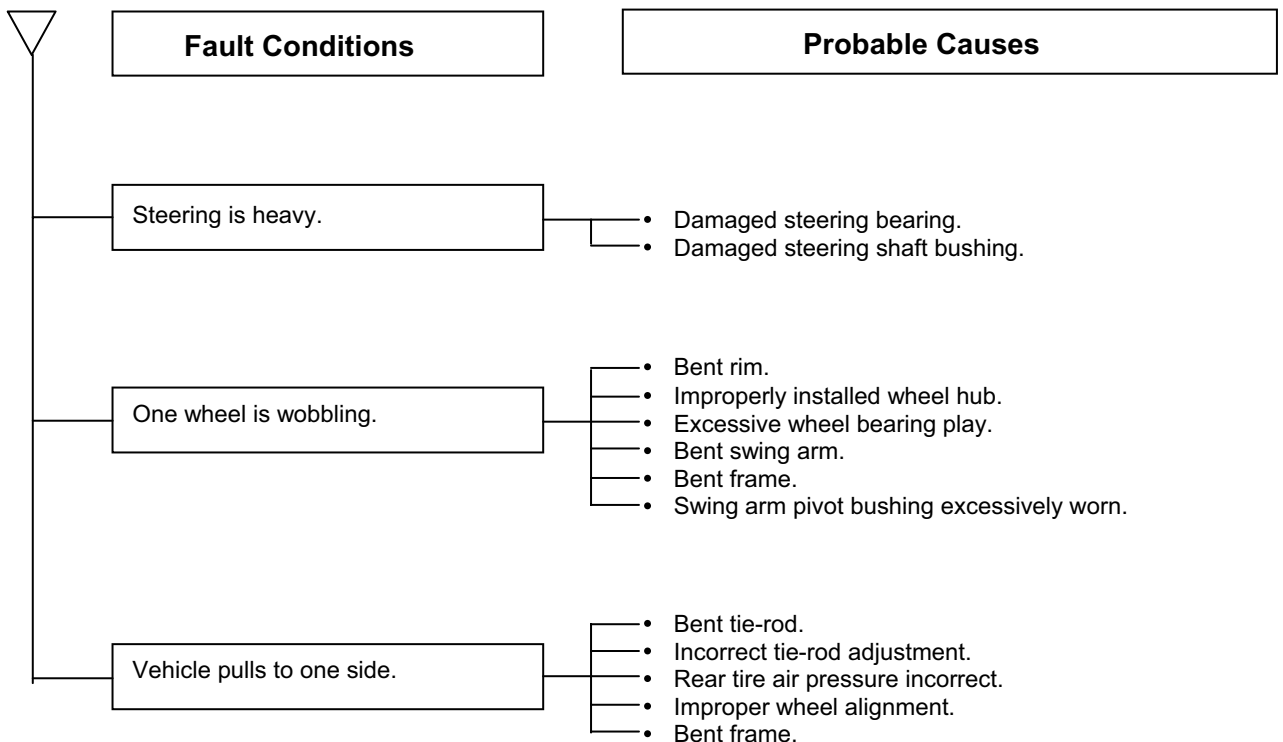 Fault Conditions
Probable Causes
Steering is heavy.
• Damaged steering bearing.
• Damaged steering shaft bushing.
One wheel is wobbling.
• Bent rim.
• Improperly installed wheel hub.
• Excessive wheel bearing play.
• Bent swing arm.
• Bent frame.
• Swing arm pivot bushing excessively worn.
Vehicle pulls to one side.
• Bent tie-rod.
• Incorrect tie-rod adjustment.
• Rear tire air pressure incorrect.
• Improper wheel alignment.
• Bent frame.